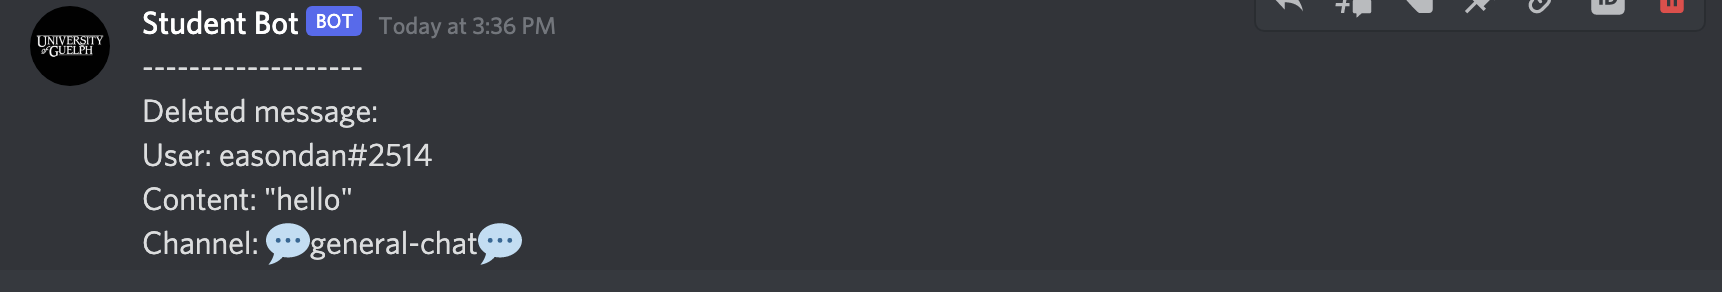 Student Bot BOT Today at 3:36 PM
UNIVERSITY
of GUELPH
-------------------
Deleted message:
User: easondan#2514
Content: "hello"
Channel: 💬general-chat💬
ID